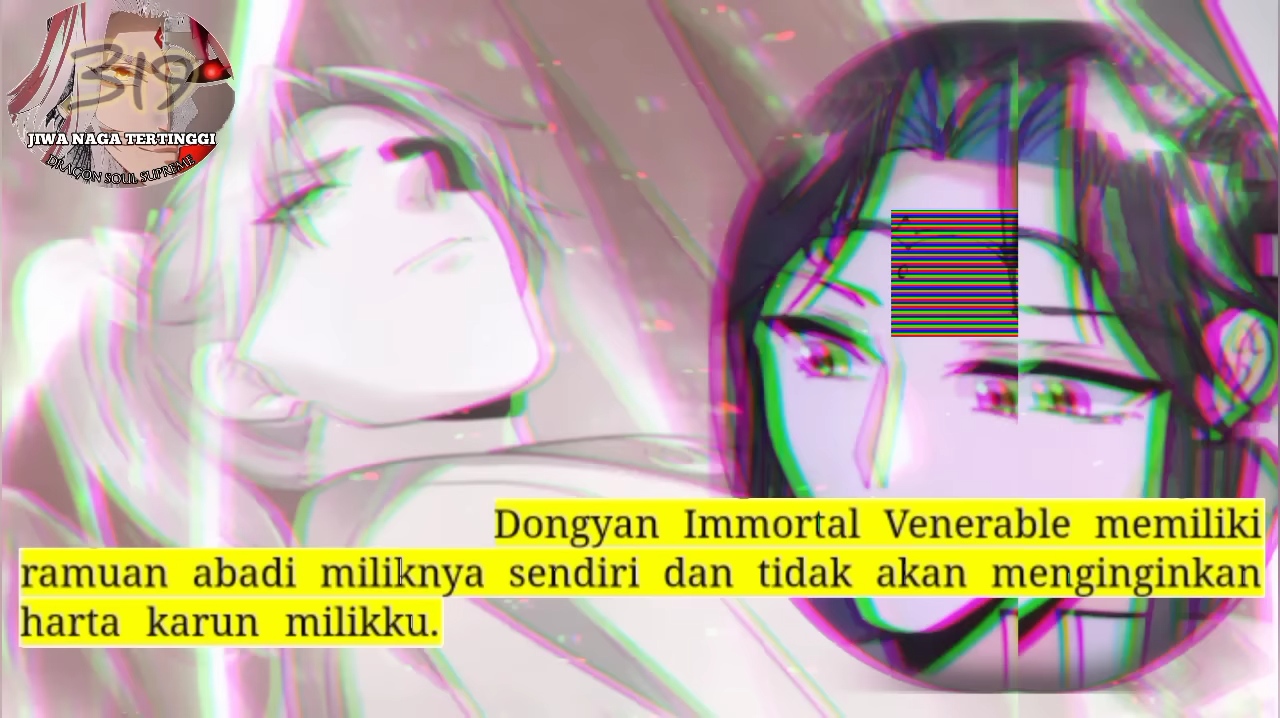 319
JIWA NAGA TERTINGGI
DRAGON SOUL SUPREME
Dongyan Immortal Venerable memiliki
ramuan abadi miliknya sendiri dan tidak akan menginginkan
harta karun milikku.